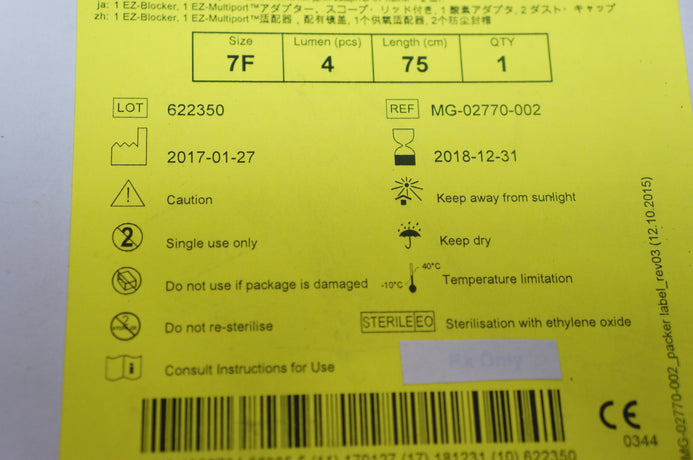 ja: 1 EZ-Blocker, 1 EZ-Multiport™アダプター、スコープ・リッド付き, 1 酸素アダプタ, 2 ダスト・キャップ
zh: 1 EZ-Blocker, 1 EZ-Multiport™适配器，配有镜盖, 1个供氧适配器, 2个防尘封帽
Size Lumen (pcs) Length (cm) QTY
7F 4 75 1
LOT 622350 REF MG-02770-002
2017-01-27 2018-12-31
Caution Keep away from sunlight
2 Single use only Keep dry
Do not use if package is damaged -10°C 40°C Temperature limitation
Do not re-sterilise STERILE EO Sterilisation with ethylene oxide
i Consult Instructions for Use Rx Only
CE
0344
(17) 181231 (10) 622350
MG-02770-002_packer label_rev03 (12.10.2015)